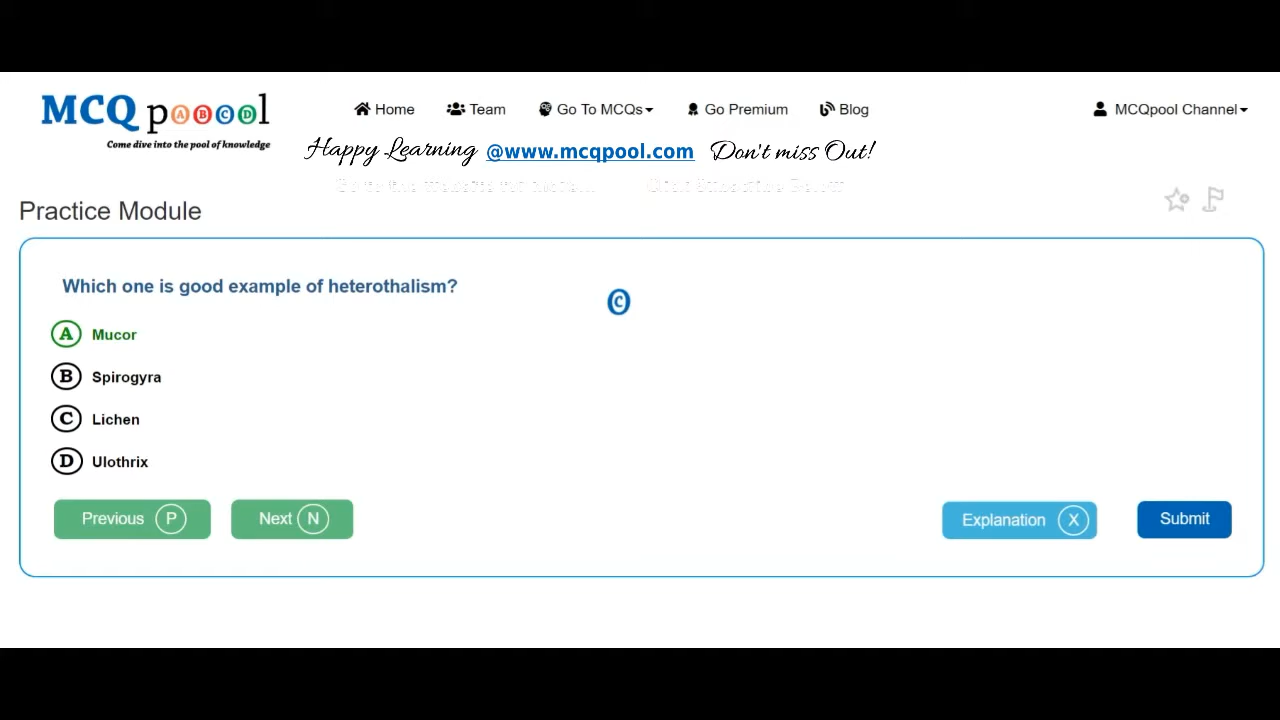 MCQ pooool
Come dive into the pool of knowledge
Home Team Go To MCQs Go Premium Blog MCQpool Channel
Happy Learning @www.mcqpool.com Don't miss Out!
Practice Module
Which one is good example of heterothalism?
C
A Mucor
B Spirogyra
C Lichen
D Ulothrix
Previous P Next N Explanation X Submit